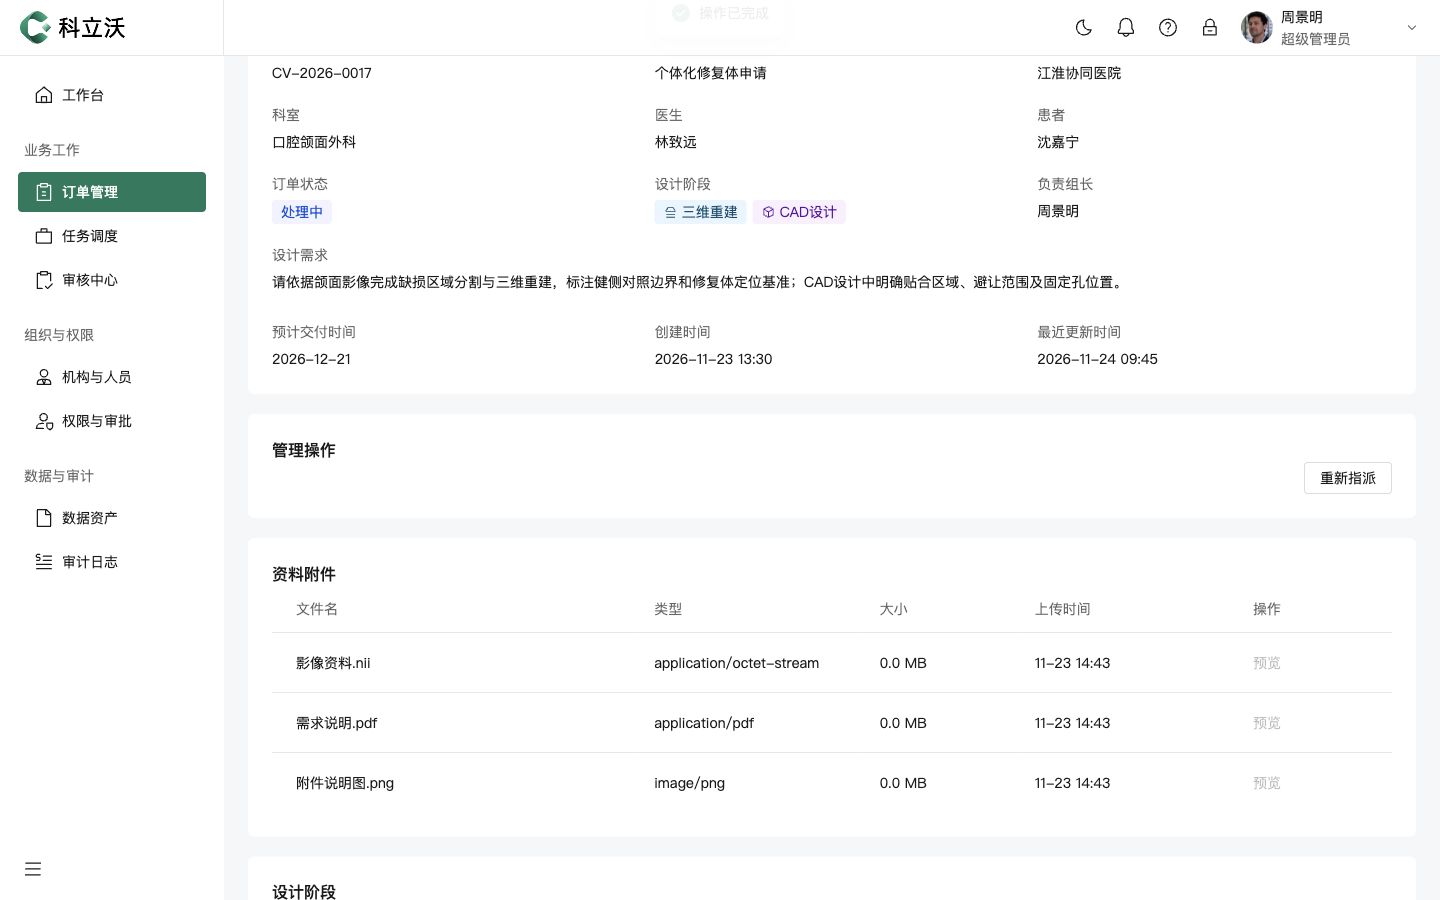 科立沃
操作已完成
周景明
超级管理员
工作台
业务工作
订单管理
任务调度
审核中心
组织与权限
机构与人员
权限与审批
数据与审计
数据资产
审计日志
CV-2026-0017 个体化修复体申请 江淮协同医院
科室 医生 患者
口腔颌面外科 林致远 沈嘉宁
订单状态 设计阶段 负责组长
处理中 三维重建 CAD设计 周景明
设计需求
请依据颌面影像完成缺损区域分割与三维重建，标注健侧对照边界和修复体定位基准；CAD设计中明确贴合区域、避让范围及固定孔位置。
预计交付时间 创建时间 最近更新时间
2026-12-21 2026-11-23 13:30 2026-11-24 09:45
管理操作
重新指派
资料附件
文件名 类型 大小 上传时间 操作
影像资料.nii application/octet-stream 0.0 MB 11-23 14:43 预览
需求说明.pdf application/pdf 0.0 MB 11-23 14:43 预览
附件说明图.png image/png 0.0 MB 11-23 14:43 预览
设计阶段